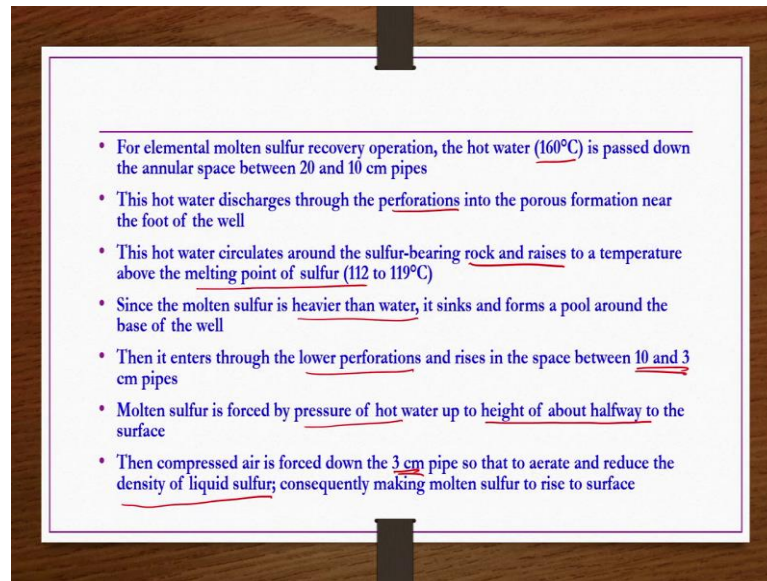 • For elemental molten sulfur recovery operation, the hot water (160°C) is passed down
the annular space between 20 and 10 cm pipes
• This hot water discharges through the perforations into the porous formation near
the foot of the well
• This hot water circulates around the sulfur-bearing rock and raises to a temperature
above the melting point of sulfur (112 to 119°C)
• Since the molten sulfur is heavier than water, it sinks and forms a pool around the
base of the well
• Then it enters through the lower perforations and rises in the space between 10 and 3
cm pipes
• Molten sulfur is forced by pressure of hot water up to height of about halfway to the
surface
• Then compressed air is forced down the 3 cm pipe so that to aerate and reduce the
density of liquid sulfur; consequently making molten sulfur to rise to surface